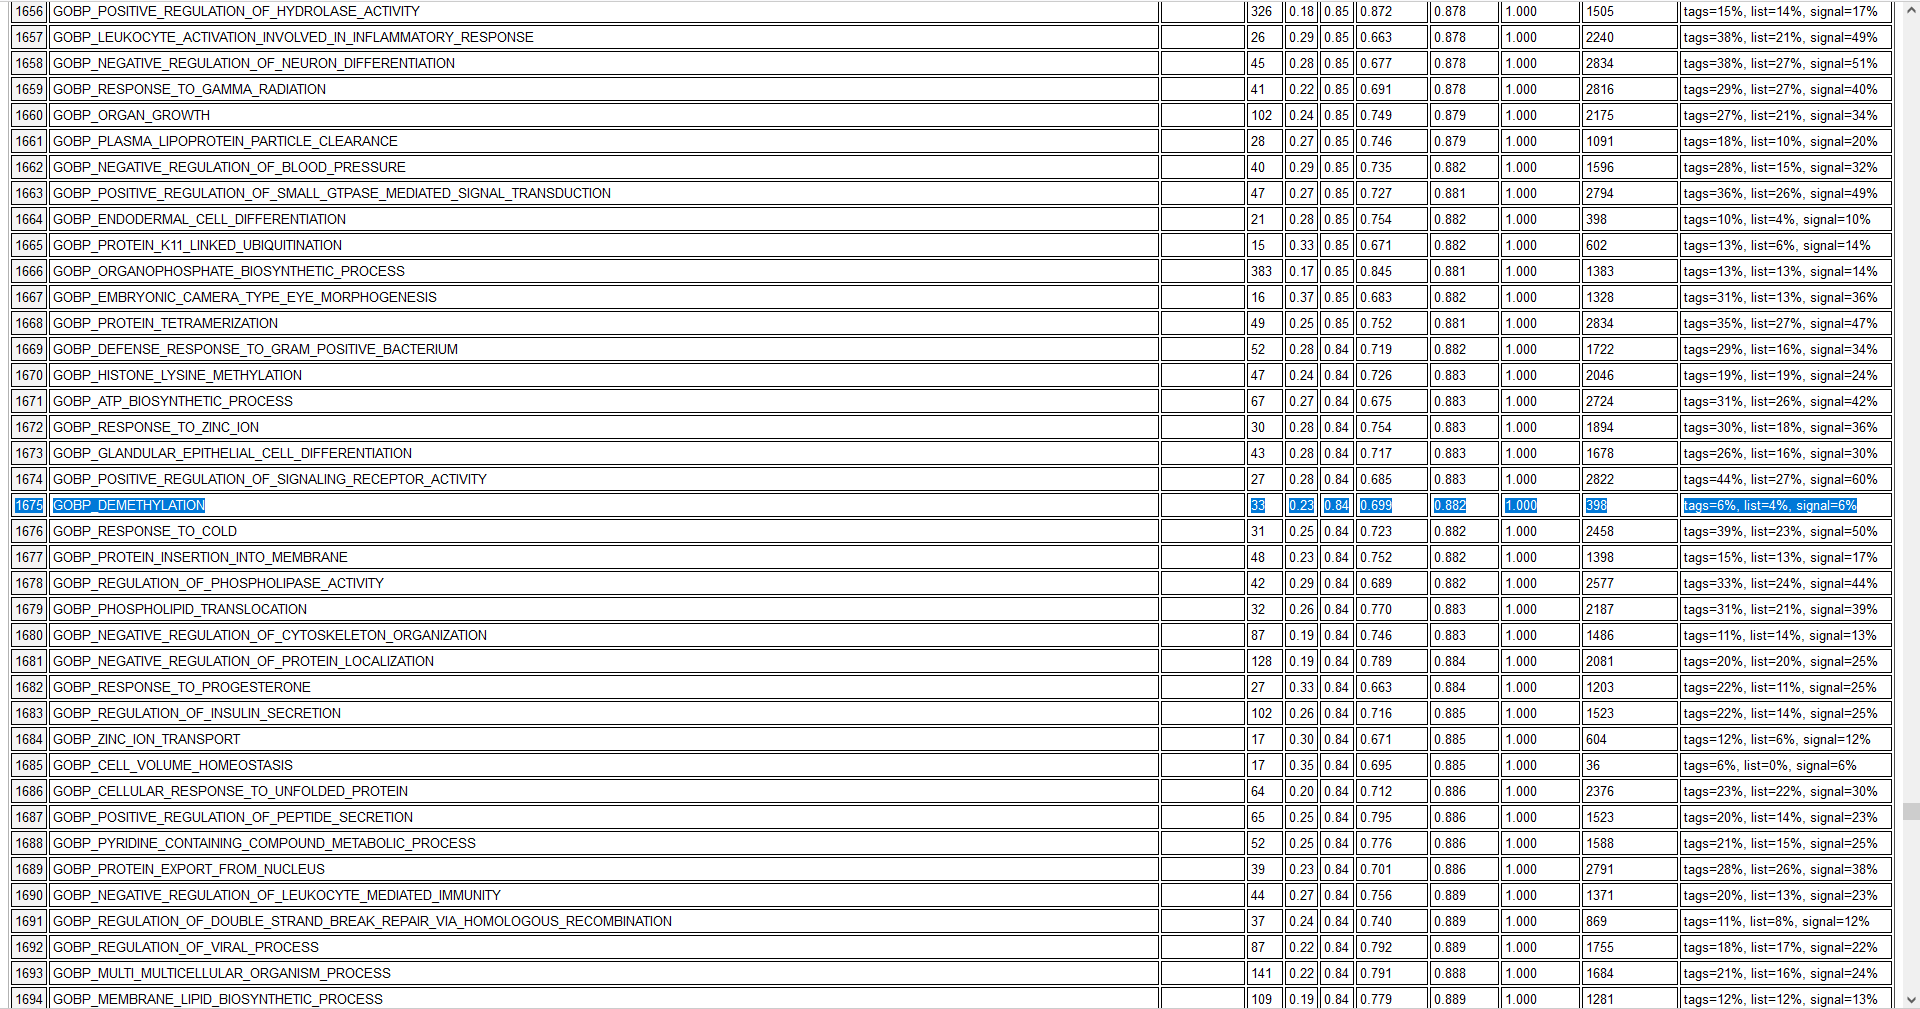 1656 GOBP_POSITIVE_REGULATION_OF_HYDROLASE_ACTIVITY 326 0.18 0.85 0.872 0.878 1.000 1505 tags=15%, list=14%, signal=17%
1657 GOBP_LEUKOCYTE_ACTIVATION_INVOLVED_IN_INFLAMMATORY_RESPONSE 26 0.29 0.85 0.663 0.878 1.000 2240 tags=38%, list=21%, signal=49%
1658 GOBP_NEGATIVE_REGULATION_OF_NEURON_DIFFERENTIATION 45 0.28 0.85 0.677 0.878 1.000 2834 tags=38%, list=27%, signal=51%
1659 GOBP_RESPONSE_TO_GAMMA_RADIATION 41 0.22 0.85 0.691 0.878 1.000 2816 tags=29%, list=27%, signal=40%
1660 GOBP_ORGAN_GROWTH 102 0.24 0.85 0.749 0.879 1.000 2175 tags=27%, list=21%, signal=34%
1661 GOBP_PLASMA_LIPOPROTEIN_PARTICLE_CLEARANCE 28 0.27 0.85 0.746 0.879 1.000 1091 tags=18%, list=10%, signal=20%
1662 GOBP_NEGATIVE_REGULATION_OF_BLOOD_PRESSURE 40 0.29 0.85 0.735 0.882 1.000 1596 tags=28%, list=15%, signal=32%
1663 GOBP_POSITIVE_REGULATION_OF_SMALL_GTPASE_MEDIATED_SIGNAL_TRANSDUCTION 47 0.27 0.85 0.727 0.881 1.000 2794 tags=36%, list=26%, signal=49%
1664 GOBP_ENDODERMAL_CELL_DIFFERENTIATION 21 0.28 0.85 0.754 0.882 1.000 398 tags=10%, list=4%, signal=10%
1665 GOBP_PROTEIN_K11_LINKED_UBIQUITINATION 15 0.33 0.85 0.671 0.882 1.000 602 tags=13%, list=6%, signal=14%
1666 GOBP_ORGANOPHOSPHATE_BIOSYNTHETIC_PROCESS 383 0.17 0.85 0.845 0.881 1.000 1383 tags=13%, list=13%, signal=14%
1667 GOBP_EMBRYONIC_CAMERA_TYPE_EYE_MORPHOGENESIS 16 0.37 0.85 0.683 0.882 1.000 1328 tags=31%, list=13%, signal=36%
1668 GOBP_PROTEIN_TETRAMERIZATION 49 0.25 0.85 0.752 0.881 1.000 2834 tags=35%, list=27%, signal=47%
1669 GOBP_DEFENSE_RESPONSE_TO_GRAM_POSITIVE_BACTERIUM 52 0.28 0.84 0.719 0.882 1.000 1722 tags=29%, list=16%, signal=34%
1670 GOBP_HISTONE_LYSINE_METHYLATION 47 0.24 0.84 0.726 0.883 1.000 2046 tags=19%, list=19%, signal=24%
1671 GOBP_ATP_BIOSYNTHETIC_PROCESS 67 0.27 0.84 0.675 0.883 1.000 2724 tags=31%, list=26%, signal=42%
1672 GOBP_RESPONSE_TO_ZINC_ION 30 0.28 0.84 0.754 0.883 1.000 1894 tags=30%, list=18%, signal=36%
1673 GOBP_GLANDULAR_EPITHELIAL_CELL_DIFFERENTIATION 43 0.28 0.84 0.717 0.883 1.000 1678 tags=26%, list=16%, signal=30%
1674 GOBP_POSITIVE_REGULATION_OF_SIGNALING_RECEPTOR_ACTIVITY 27 0.28 0.84 0.685 0.883 1.000 2822 tags=44%, list=27%, signal=60%
1675 GOBP_DEMETHYLATION 33 0.23 0.84 0.699 0.882 1.000 398 tags=6%, list=4%, signal=6%
1676 GOBP_RESPONSE_TO_COLD 31 0.25 0.84 0.723 0.882 1.000 2458 tags=39%, list=23%, signal=50%
1677 GOBP_PROTEIN_INSERTION_INTO_MEMBRANE 48 0.23 0.84 0.752 0.882 1.000 1398 tags=15%, list=13%, signal=17%
1678 GOBP_REGULATION_OF_PHOSPHOLIPASE_ACTIVITY 42 0.29 0.84 0.689 0.882 1.000 2577 tags=33%, list=24%, signal=44%
1679 GOBP_PHOSPHOLIPID_TRANSLOCATION 32 0.26 0.84 0.770 0.883 1.000 2187 tags=31%, list=21%, signal=39%
1680 GOBP_NEGATIVE_REGULATION_OF_CYTOSKELETON_ORGANIZATION 87 0.19 0.84 0.746 0.883 1.000 1486 tags=11%, list=14%, signal=13%
1681 GOBP_NEGATIVE_REGULATION_OF_PROTEIN_LOCALIZATION 128 0.19 0.84 0.789 0.884 1.000 2081 tags=20%, list=20%, signal=25%
1682 GOBP_RESPONSE_TO_PROGESTERONE 27 0.33 0.84 0.663 0.884 1.000 1203 tags=22%, list=11%, signal=25%
1683 GOBP_REGULATION_OF_INSULIN_SECRETION 102 0.26 0.84 0.716 0.885 1.000 1523 tags=22%, list=14%, signal=25%
1684 GOBP_ZINC_ION_TRANSPORT 17 0.30 0.84 0.671 0.885 1.000 604 tags=12%, list=6%, signal=12%
1685 GOBP_CELL_VOLUME_HOMEOSTASIS 17 0.35 0.84 0.695 0.885 1.000 36 tags=6%, list=0%, signal=6%
1686 GOBP_CELLULAR_RESPONSE_TO_UNFOLDED_PROTEIN 64 0.20 0.84 0.712 0.886 1.000 2376 tags=23%, list=22%, signal=30%
1687 GOBP_POSITIVE_REGULATION_OF_PEPTIDE_SECRETION 65 0.25 0.84 0.795 0.886 1.000 1523 tags=20%, list=14%, signal=23%
1688 GOBP_PYRIDINE_CONTAINING_COMPOUND_METABOLIC_PROCESS 52 0.25 0.84 0.776 0.886 1.000 1588 tags=21%, list=15%, signal=25%
1689 GOBP_PROTEIN_EXPORT_FROM_NUCLEUS 39 0.23 0.84 0.701 0.886 1.000 2791 tags=28%, list=26%, signal=38%
1690 GOBP_NEGATIVE_REGULATION_OF_LEUKOCYTE_MEDIATED_IMMUNITY 44 0.27 0.84 0.756 0.889 1.000 1371 tags=20%, list=13%, signal=23%
1691 GOBP_REGULATION_OF_DOUBLE_STRAND_BREAK_REPAIR_VIA_HOMOLOGOUS_RECOMBINATION 37 0.24 0.84 0.740 0.889 1.000 869 tags=11%, list=8%, signal=12%
1692 GOBP_REGULATION_OF_VIRAL_PROCESS 87 0.22 0.84 0.792 0.889 1.000 1755 tags=18%, list=17%, signal=22%
1693 GOBP_MULTI_MULTICELLULAR_ORGANISM_PROCESS 141 0.22 0.84 0.791 0.888 1.000 1684 tags=21%, list=16%, signal=24%
1694 GOBP_MEMBRANE_LIPID_BIOSYNTHETIC_PROCESS 109 0.19 0.84 0.779 0.889 1.000 1281 tags=12%, list=12%, signal=13%